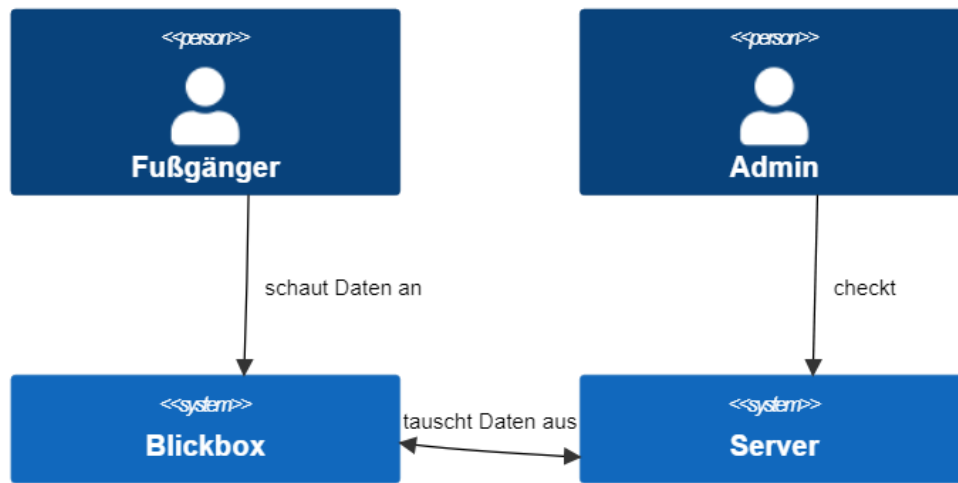 <<person>>
Fußgänger
<<person>>
Admin
schaut Daten an
checkt
<<system>>
Blickbox
tauscht Daten aus
<<system>>
Server